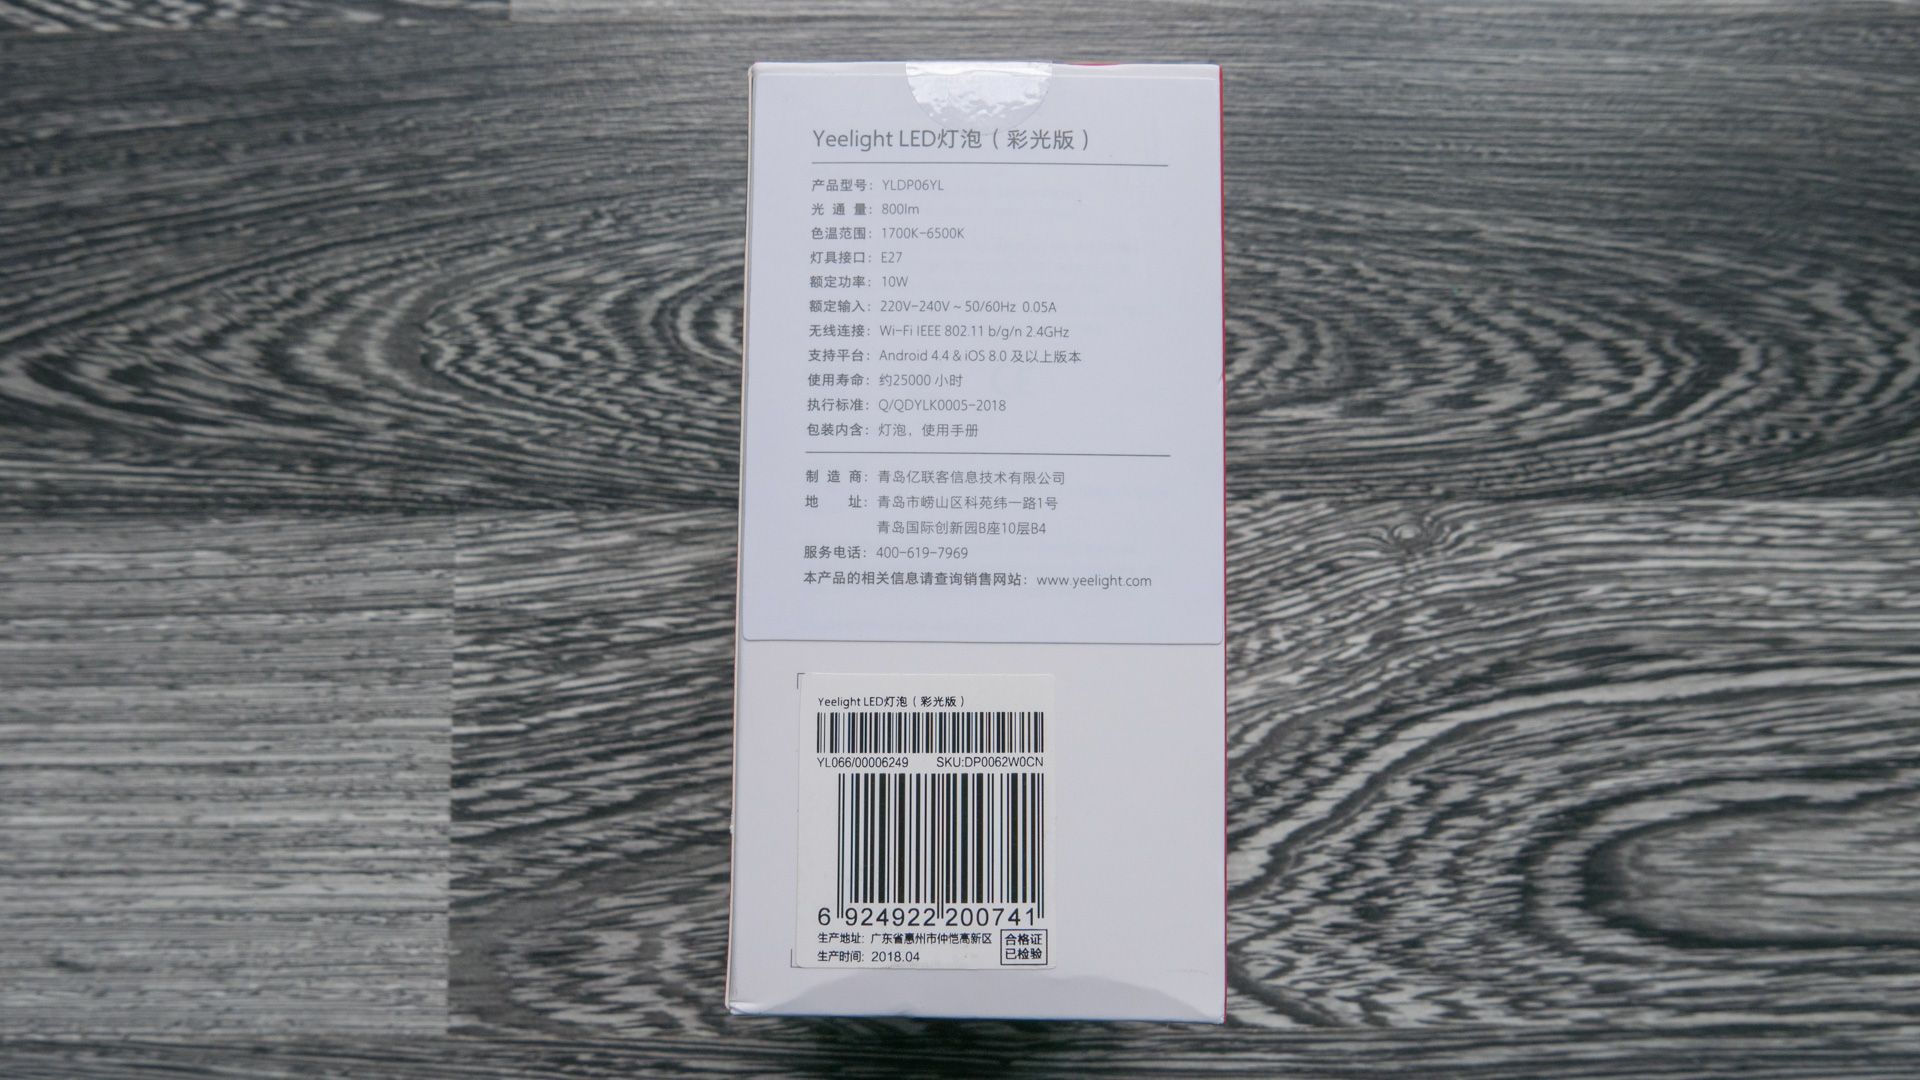 Yeelight LED灯泡（彩光版）
产品型号：YLDP06YL
光 通 量：800lm
色温范围：1700K-6500K
灯具接口：E27
额定功率：10W
额定输入：220V-240V ~ 50/60Hz 0.05A
无线连接：Wi-Fi IEEE 802.11 b/g/n 2.4GHz
支持平台：Android 4.4 & iOS 8.0 及以上版本
使用寿命：约25000 小时
执行标准：Q/QDYLK0005-2018
包装内含：灯泡，使用手册
制 造 商：青岛亿联客信息技术有限公司
地 址：青岛市崂山区科苑纬一路1号
青岛国际创新园B座10层B4
服务电话：400-619-7969
本产品的相关信息请查询销售网站：www.yeelight.com
Yeelight LED灯泡（彩光版）
YL066/00006249 SKU:DP0062W0CN
6 924922 200741
生产地址：广东省惠州市仲恺高新区
生产时间：2018.04
合格证
已检验